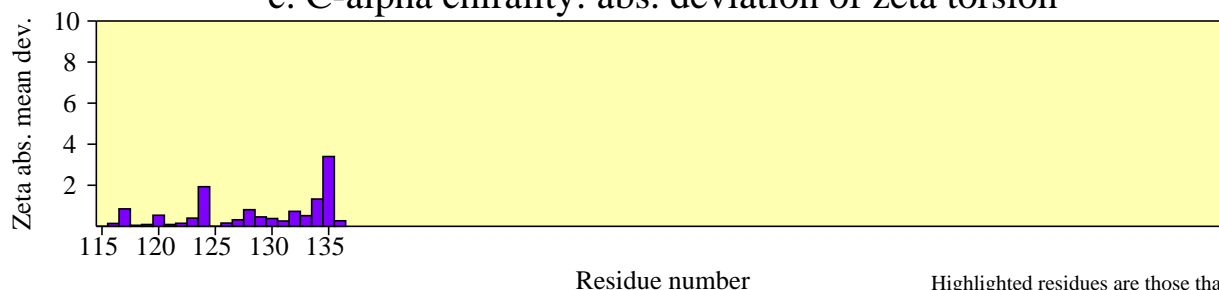 c. C-alpha chirality: abs. deviation of zeta torsion
Zeta abs. mean dev.
10
8
6
4
2
115 120 125 130 135
Residue number
Highlighted residues are those tha